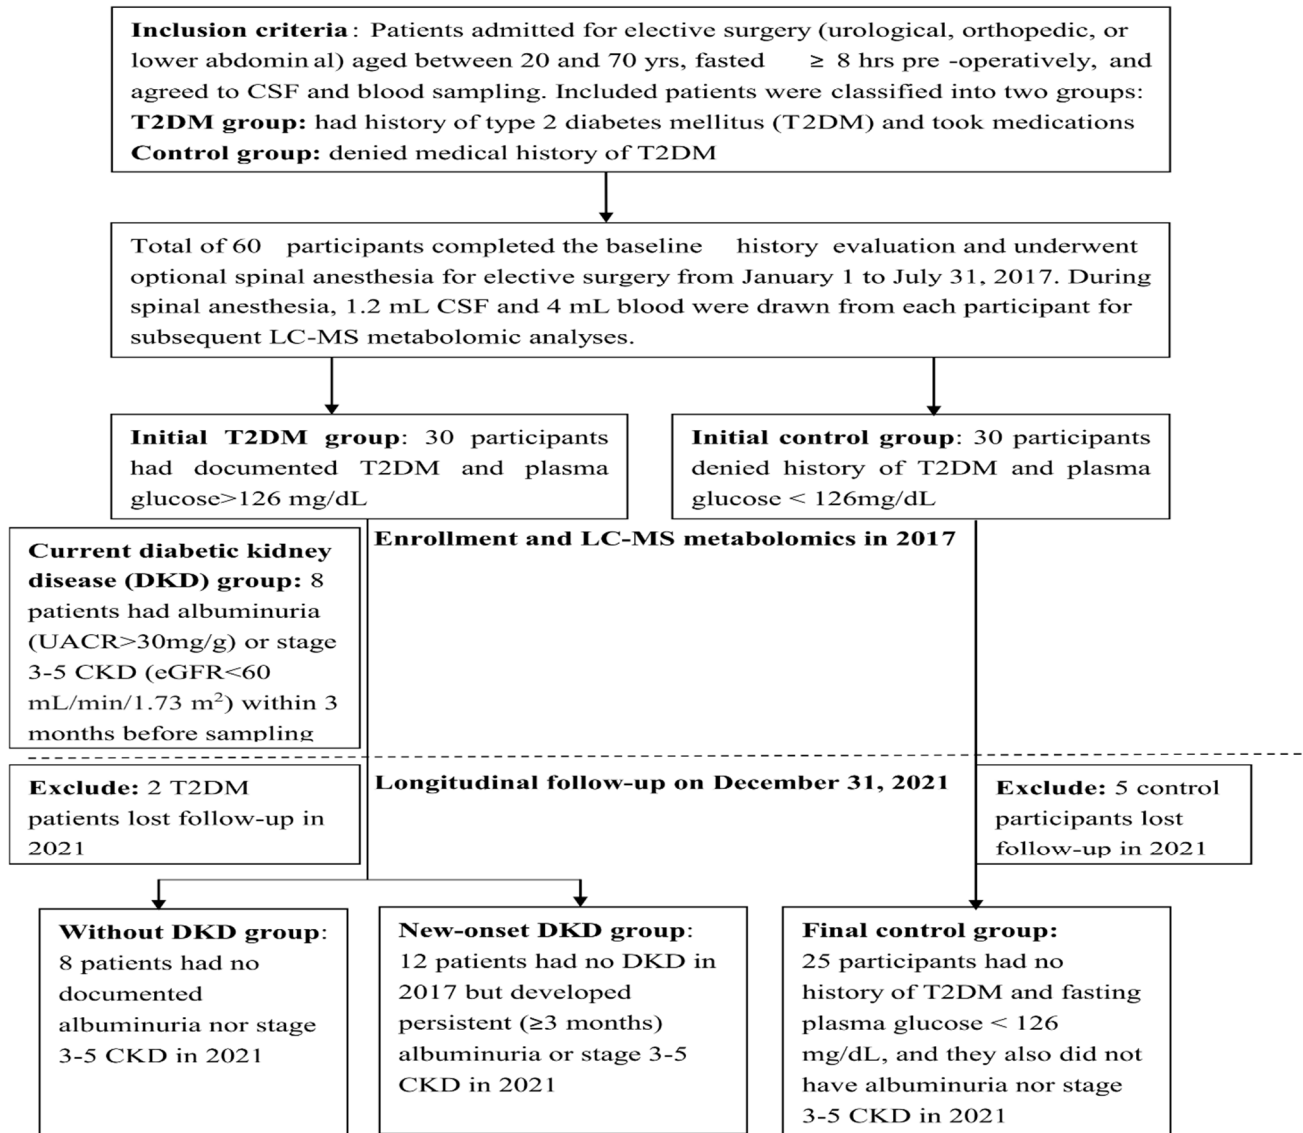 Inclusion criteria : Patients admitted for elective surgery (urological, orthopedic, or
lower abdomin al) aged between 20 and 70 yrs, fasted ≥ 8 hrs pre -operatively, and
agreed to CSF and blood sampling. Included patients were classified into two groups:
T2DM group: had history of type 2 diabetes mellitus (T2DM) and took medications
Control group: denied medical history of T2DM
Total of 60 participants completed the baseline history evaluation and underwent
optional spinal anesthesia for elective surgery from January 1 to July 31, 2017. During
spinal anesthesia, 1.2 mL CSF and 4 mL blood were drawn from each participant for
subsequent LC-MS metabolomic analyses.
Initial T2DM group: 30 participants
had documented T2DM and plasma
glucose>126 mg/dL
Initial control group: 30 participants
denied history of T2DM and plasma
glucose < 126mg/dL
Enrollment and LC-MS metabolomics in 2017
Current diabetic kidney
disease (DKD) group: 8
patients had albuminuria
(UACR>30mg/g) or stage
3-5 CKD (eGFR<60
mL/min/1.73 m²) within 3
months before sampling
Exclude: 2 T2DM
patients lost follow-up in
2021
Longitudinal follow-up on December 31, 2021
Exclude: 5 control
participants lost
follow-up in 2021
Without DKD group:
8 patients had no
documented
albuminuria nor stage
3-5 CKD in 2021
New-onset DKD group:
12 patients had no DKD in
2017 but developed
persistent (≥3 months)
albuminuria or stage 3-5
CKD in 2021
Final control group:
25 participants had no
history of T2DM and fasting
plasma glucose < 126
mg/dL, and they also did not
have albuminuria nor stage
3-5 CKD in 2021